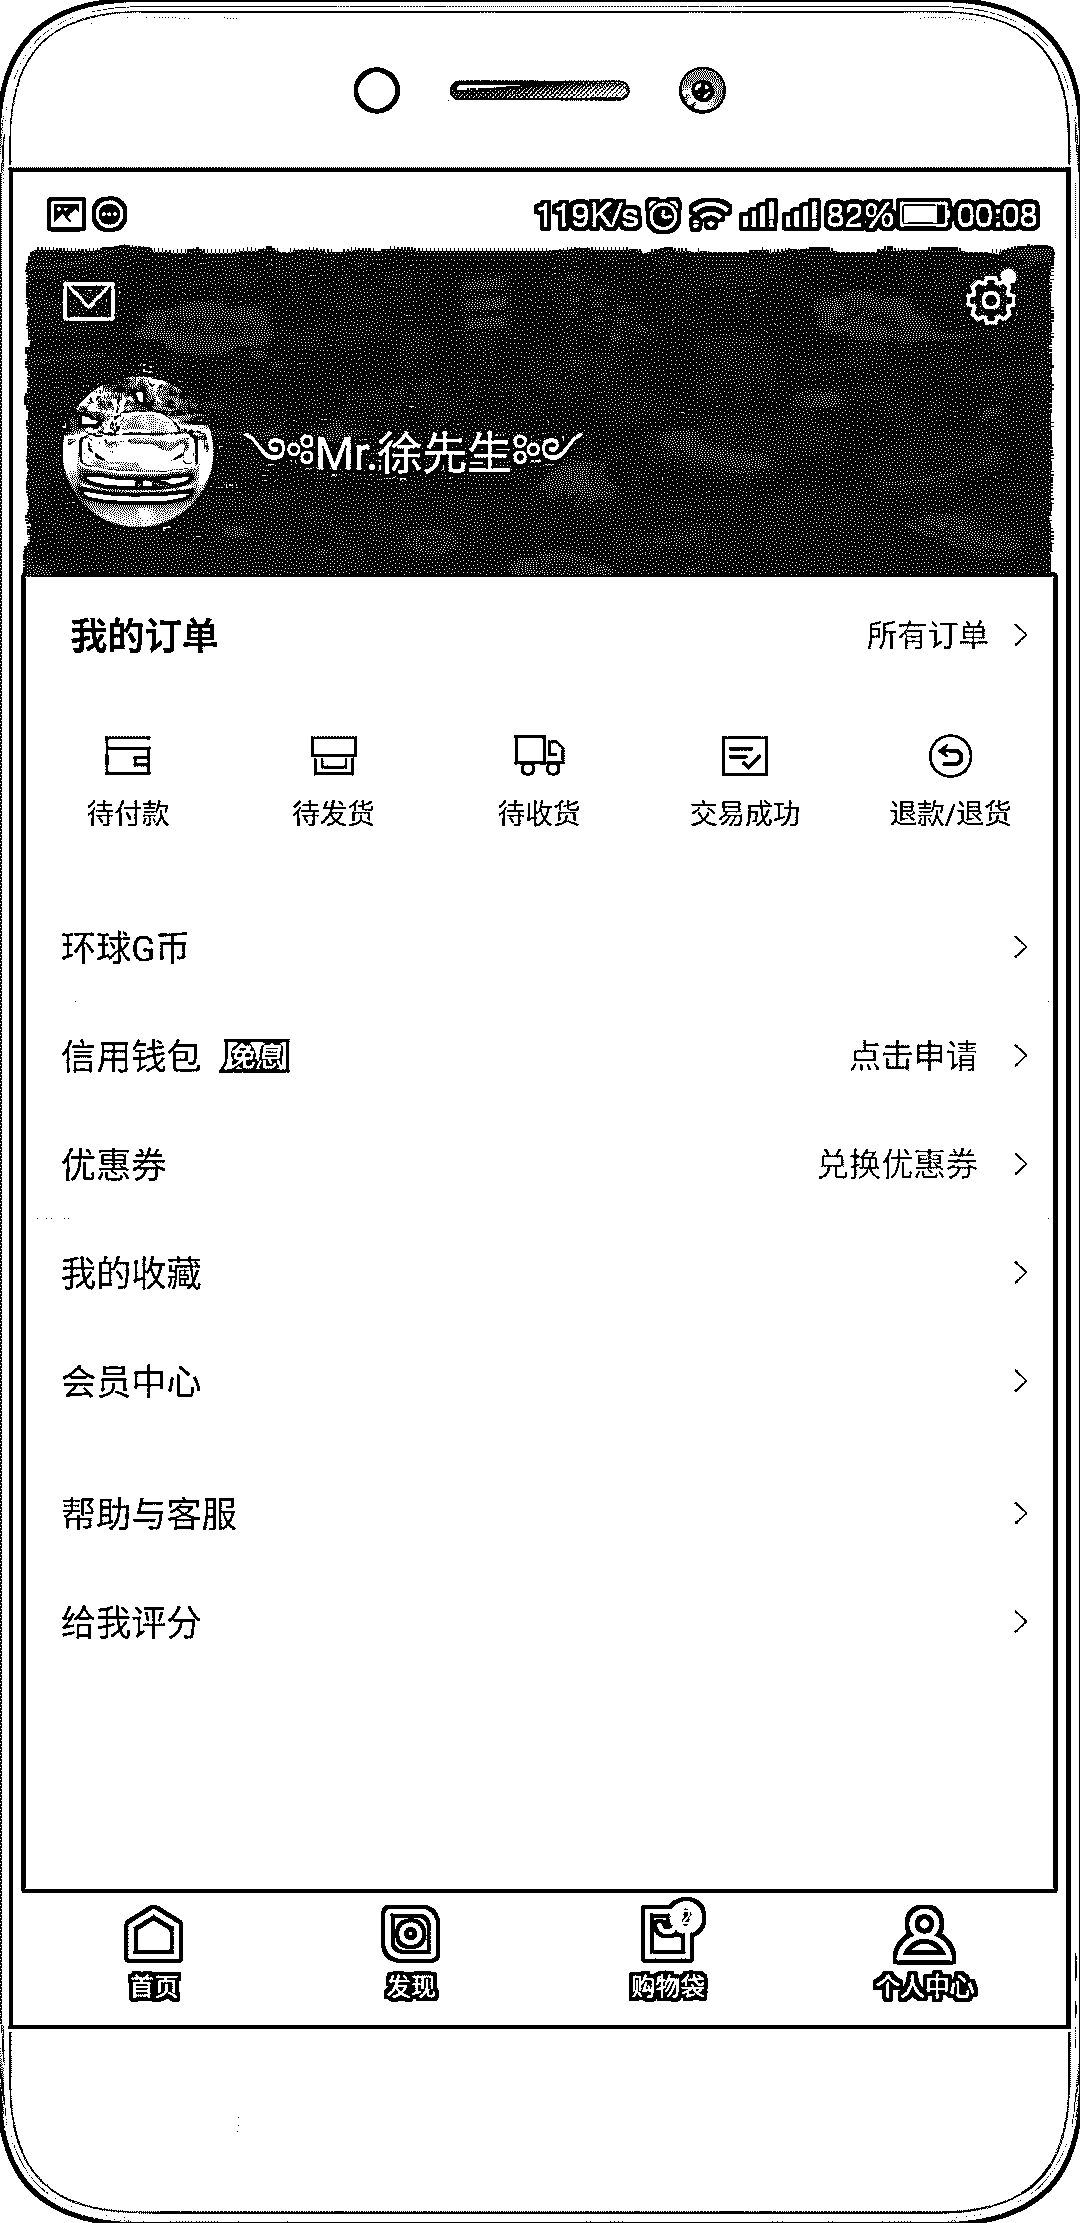 119K/s 82% 00:08
Mr.徐先生
我的订单 所有订单
待付款 待发货 待收货 交易成功 退款/退货
环球G币
信用钱包 免息 点击申请
优惠券 兑换优惠券
我的收藏
会员中心
帮助与客服
给我评分
首页 发现 购物袋 个人中心